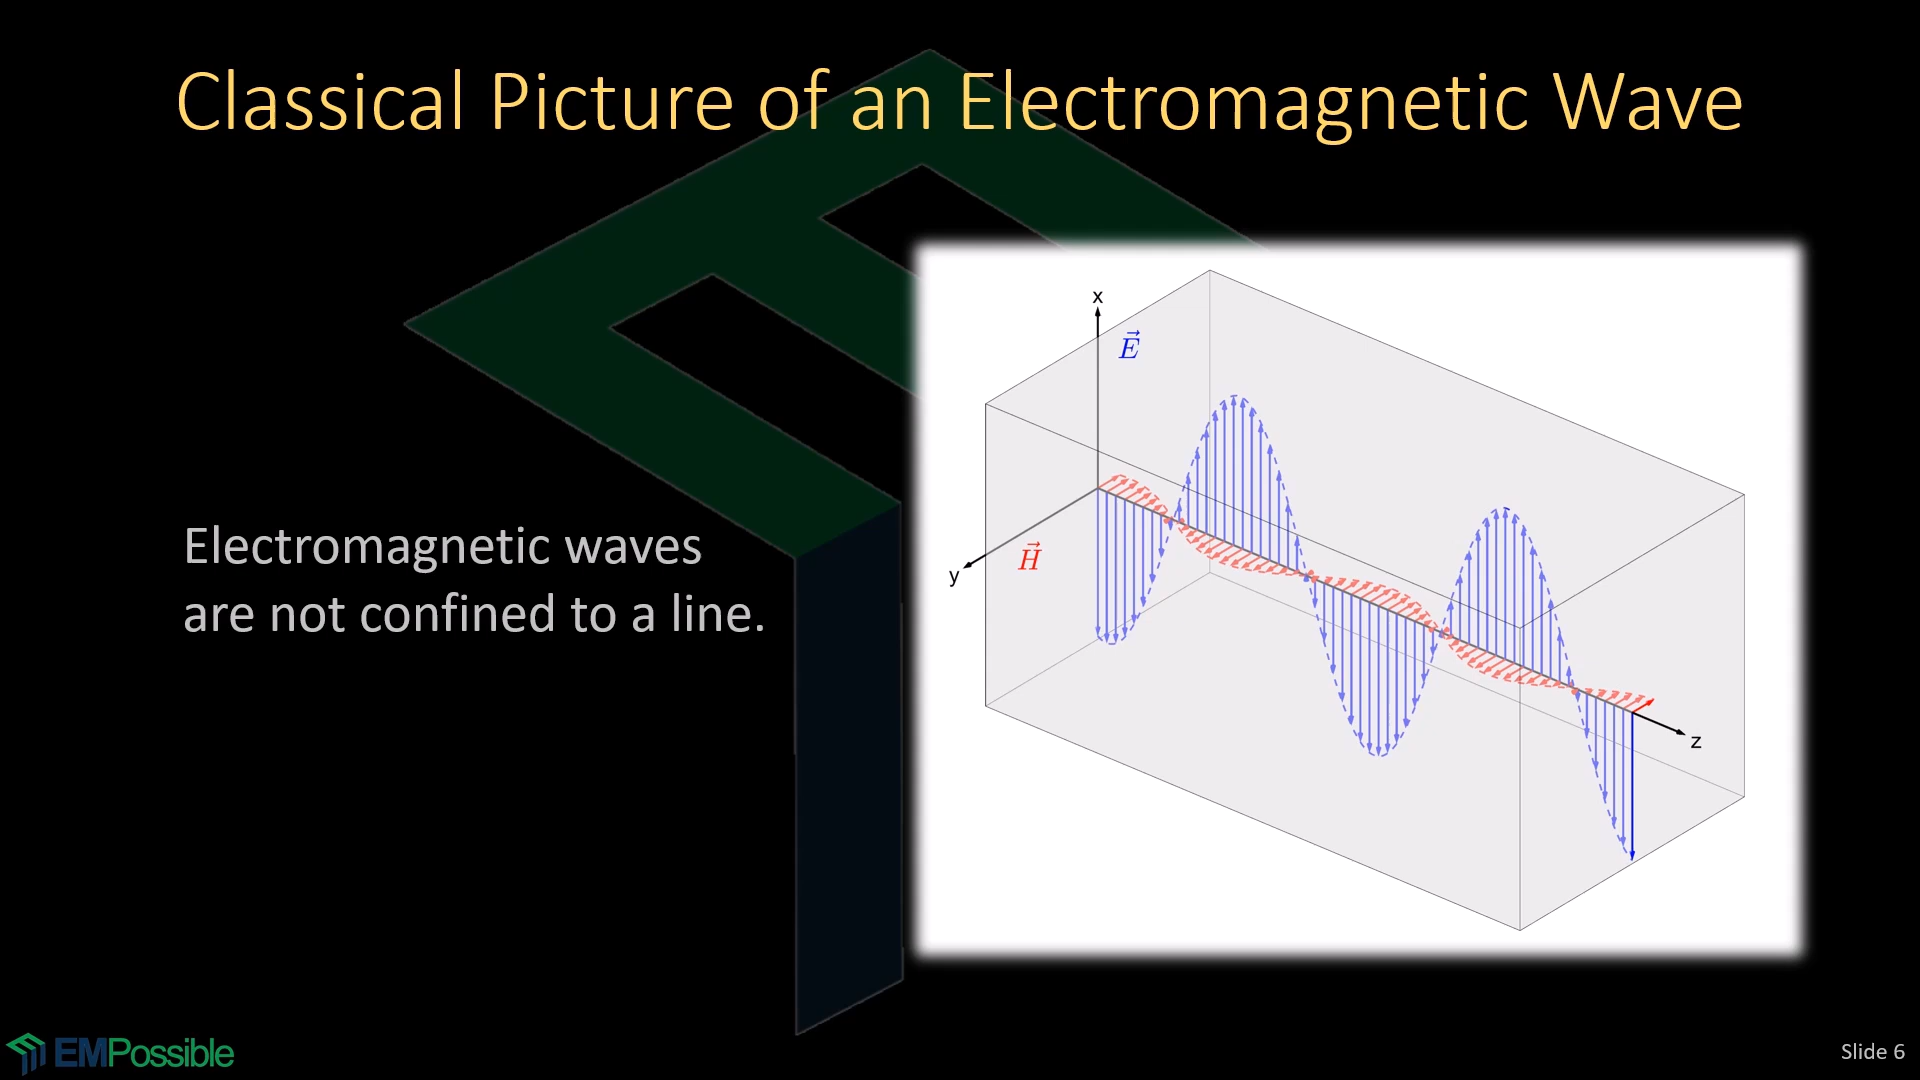 Classical Picture of an Electromagnetic Wave
x
E⃗
Electromagnetic waves
are not confined to a line.
H⃗
y
z
EMPossible
Slide 6